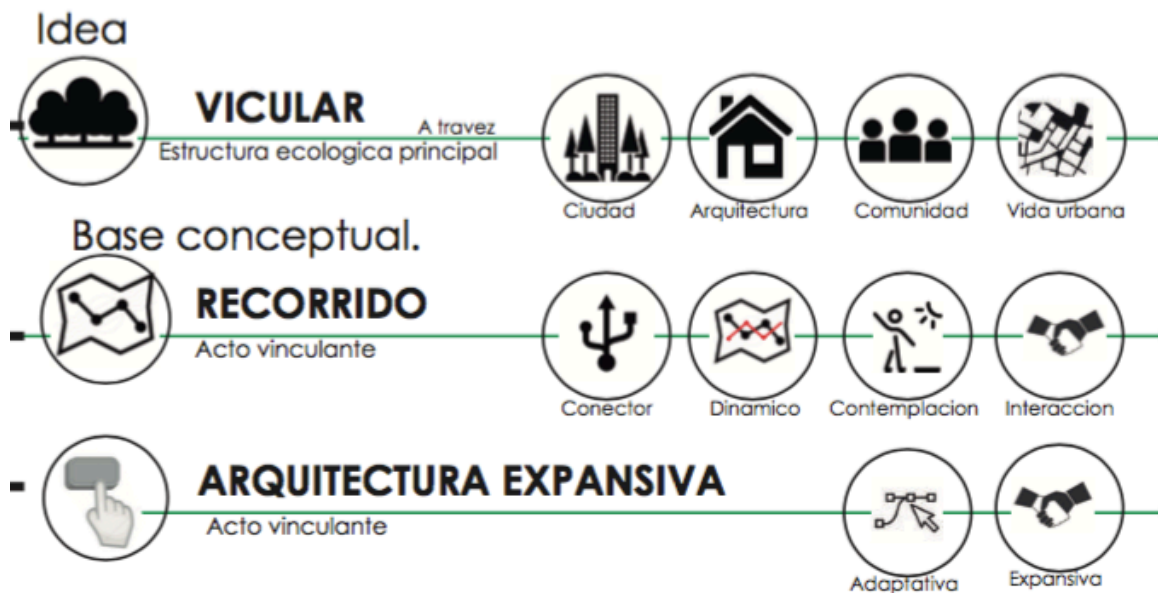 Idea
VICULAR
A travez
Estructura ecologica principal
Ciudad
Arquitectura
Comunidad
Vida urbana
Base conceptual.
RECORRIDO
Acto vinculante
Conector
Dinamico
Contemplacion
Interaccion
ARQUITECTURA EXPANSIVA
Acto vinculante
Adaptativa
Expansiva